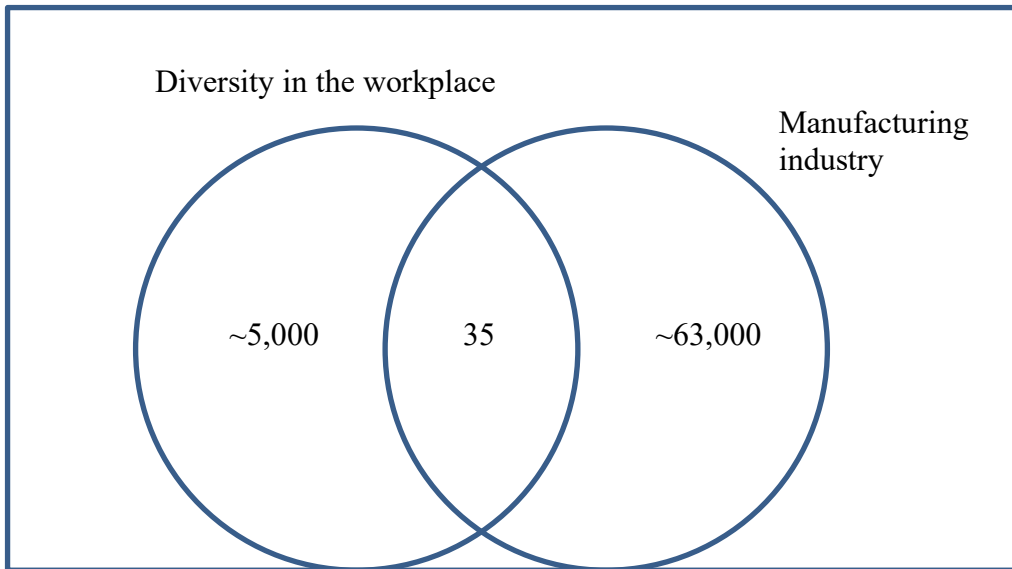 Diversity in the workplace
Manufacturing
industry
~5,000
35
~63,000